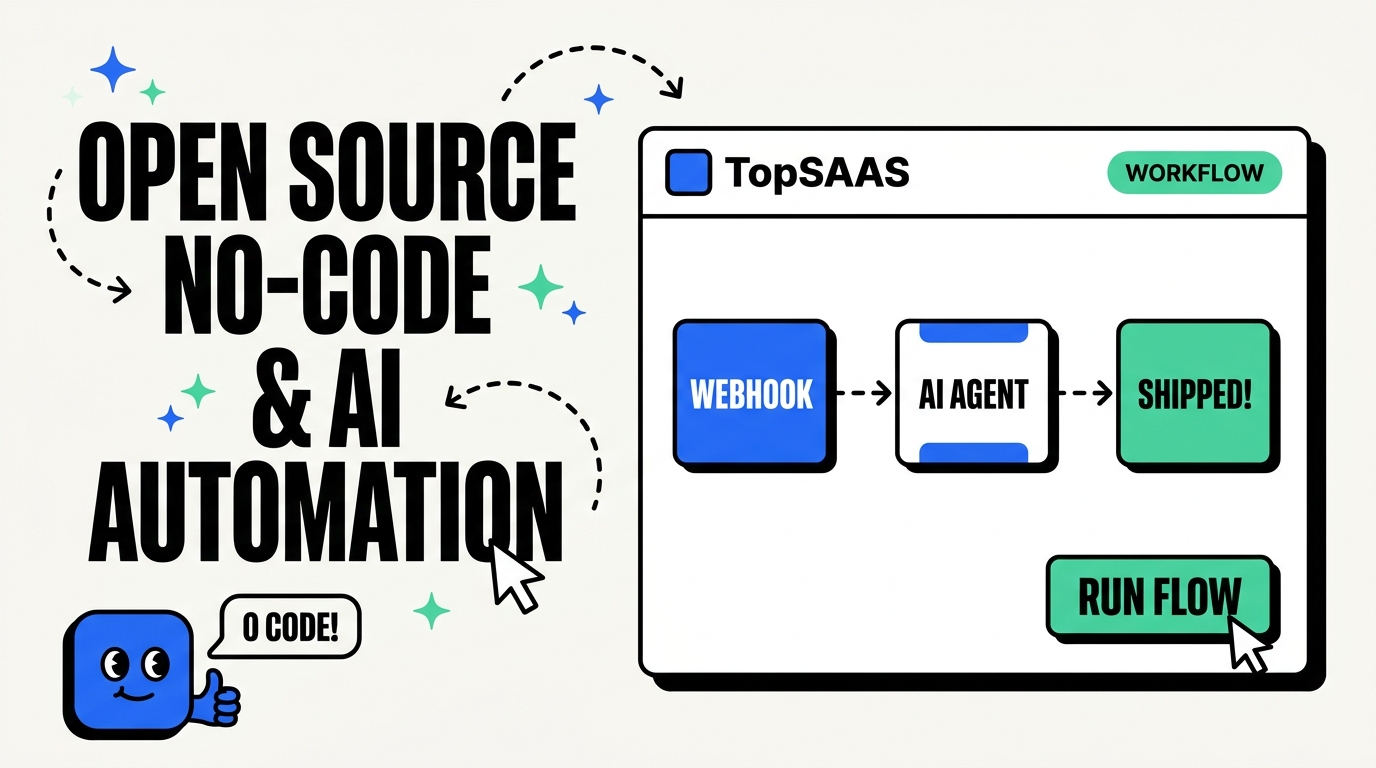 OPEN SOURCE
NO-CODE
& AI
AUTOMATION
0 CODE!
TopSAAS
WORKFLOW
WEBHOOK
AI AGENT
SHIPPED!
RUN FLOW